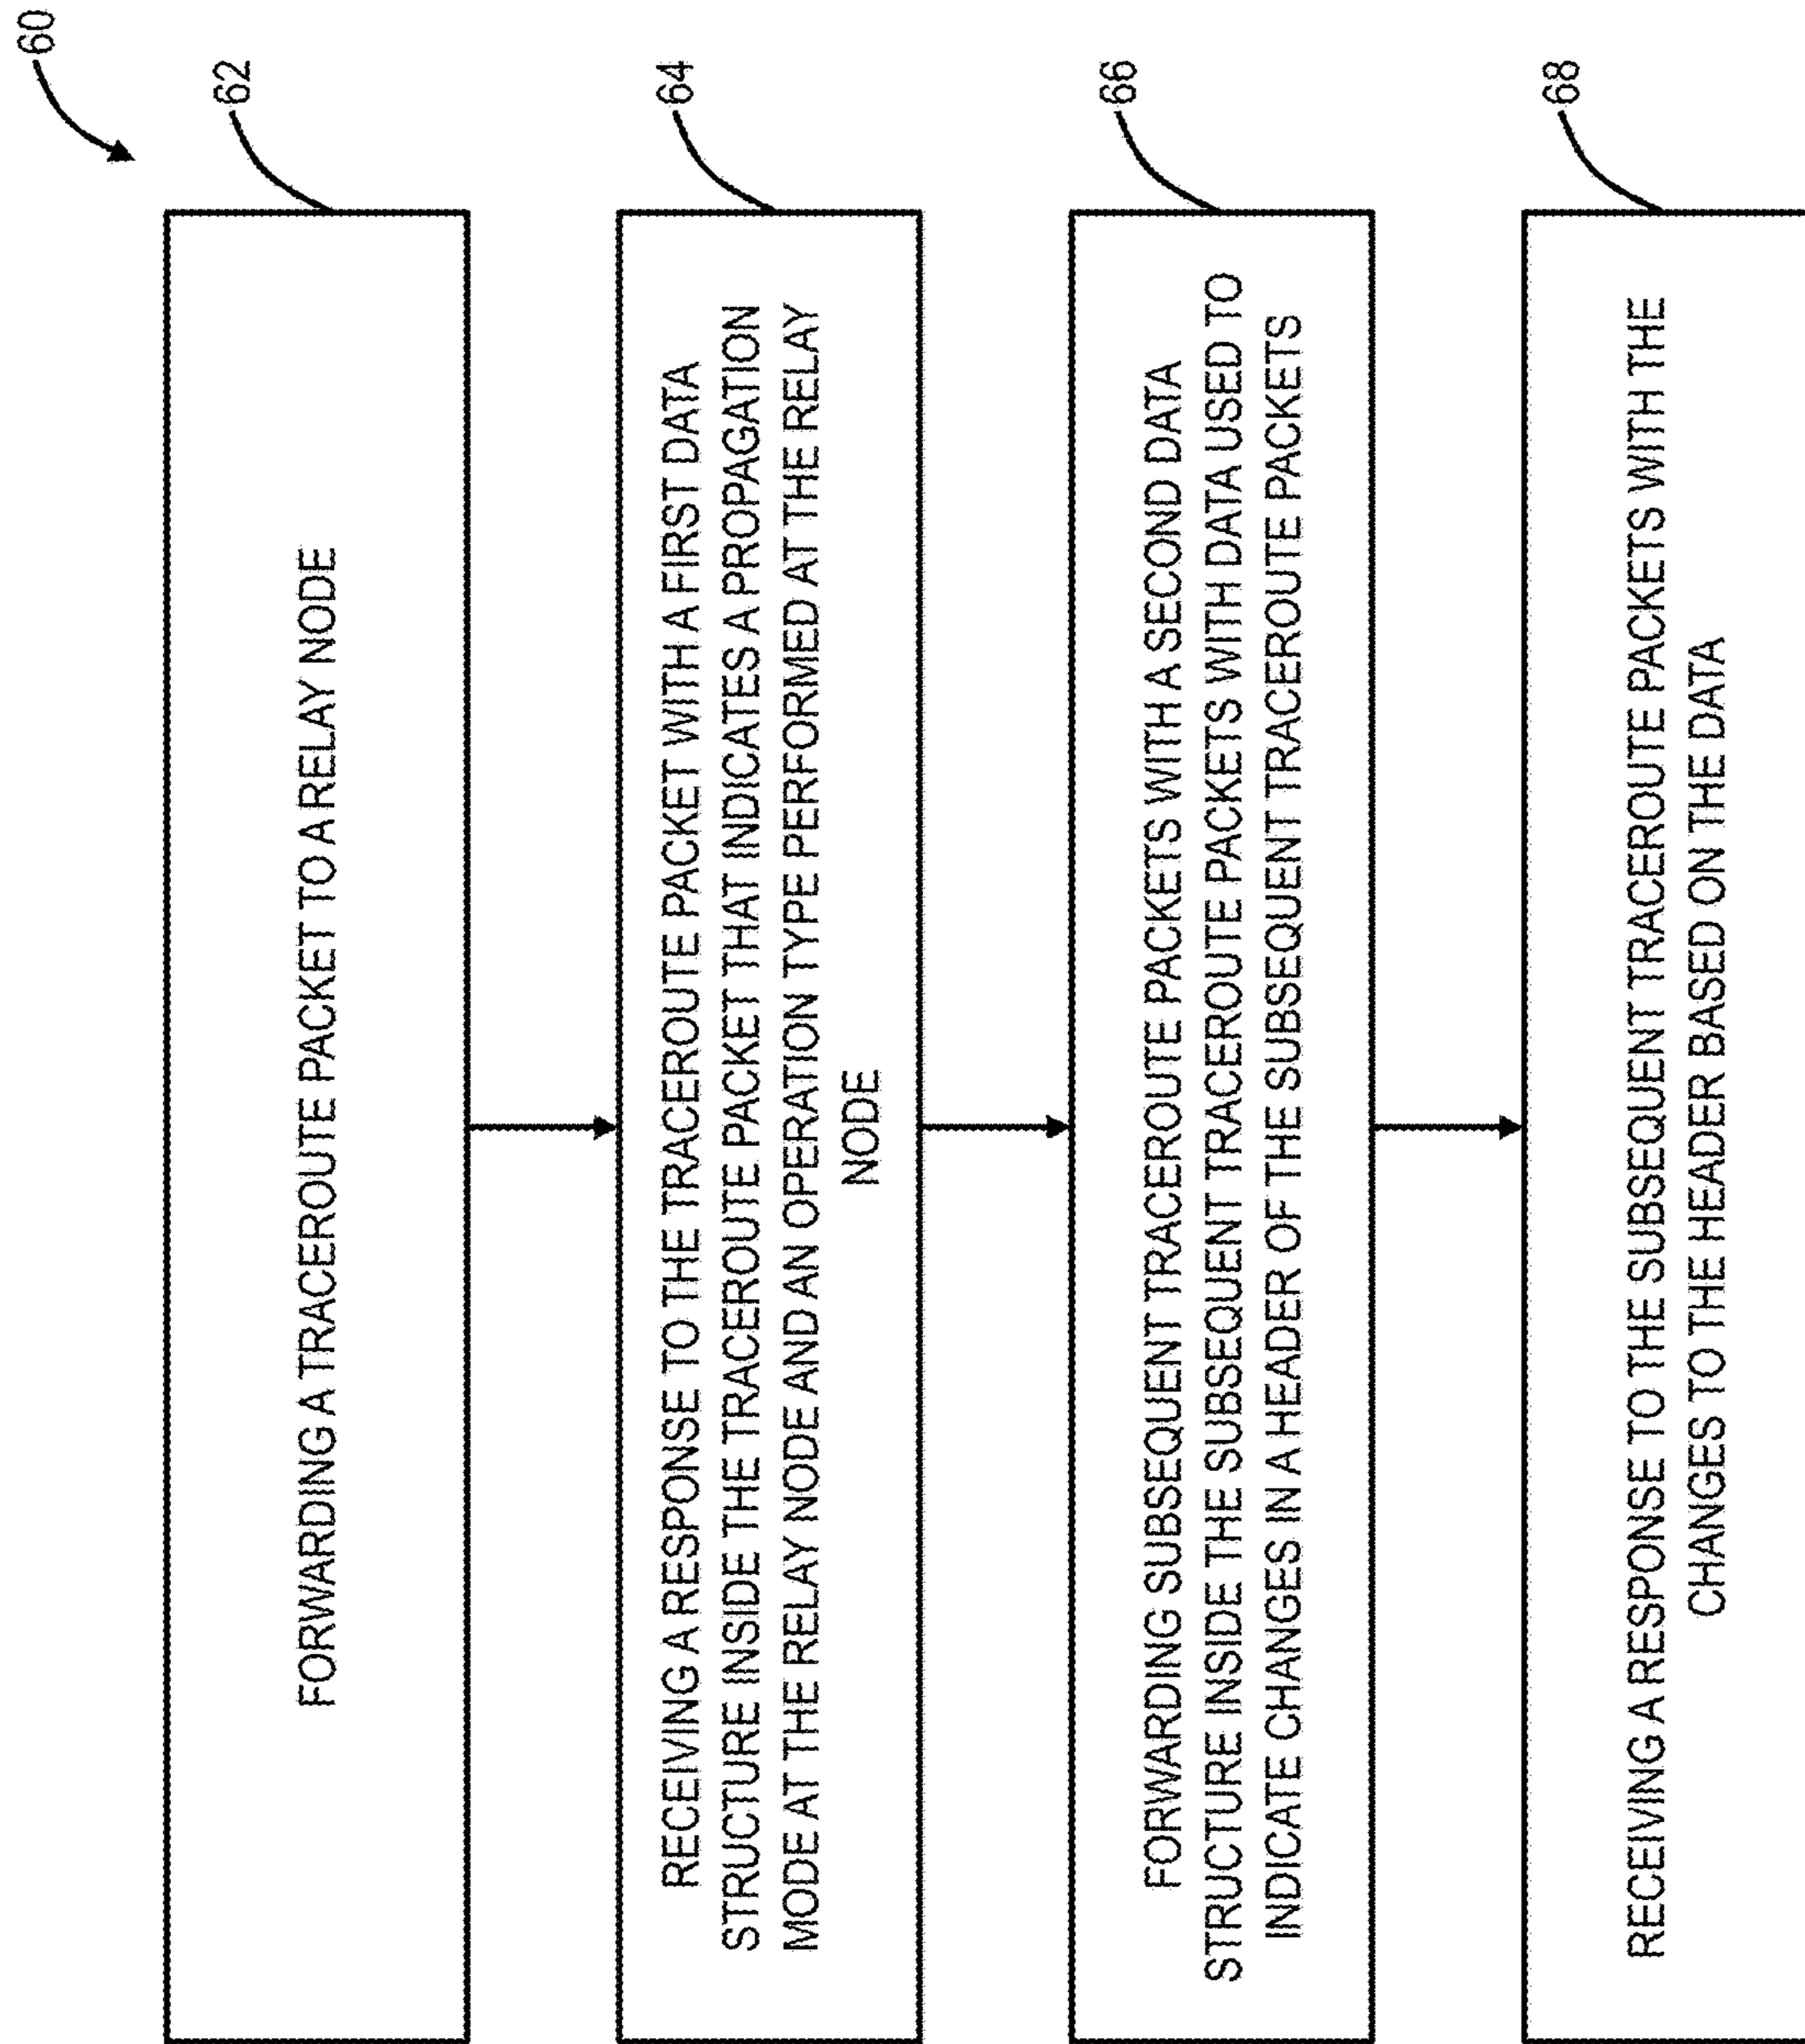 60
62
FORWARDING A TRACEROUTE PACKET TO A RELAY NODE
64
RECEIVING A RESPONSE TO THE TRACEROUTE PACKET WITH A FIRST DATA
STRUCTURE INSIDE THE TRACEROUTE PACKET THAT INDICATES A PROPAGATION
MODE AT THE RELAY NODE AND AN OPERATION TYPE PERFORMED AT THE RELAY
NODE
66
FORWARDING SUBSEQUENT TRACEROUTE PACKETS WITH A SECOND DATA
STRUCTURE INSIDE THE SUBSEQUENT TRACEROUTE PACKETS WITH DATA USED TO
INDICATE CHANGES IN A HEADER OF THE SUBSEQUENT TRACEROUTE PACKETS
68
RECEIVING A RESPONSE TO THE SUBSEQUENT TRACEROUTE PACKETS WITH THE
CHANGES TO THE HEADER BASED ON THE DATA